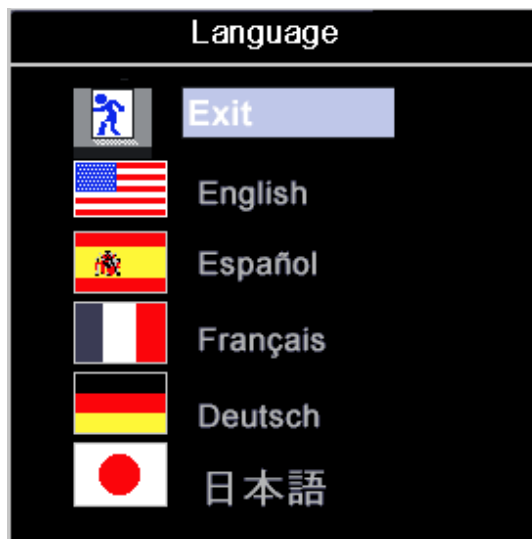 Language
Exit
English
Español
Français
Deutsch
日本語